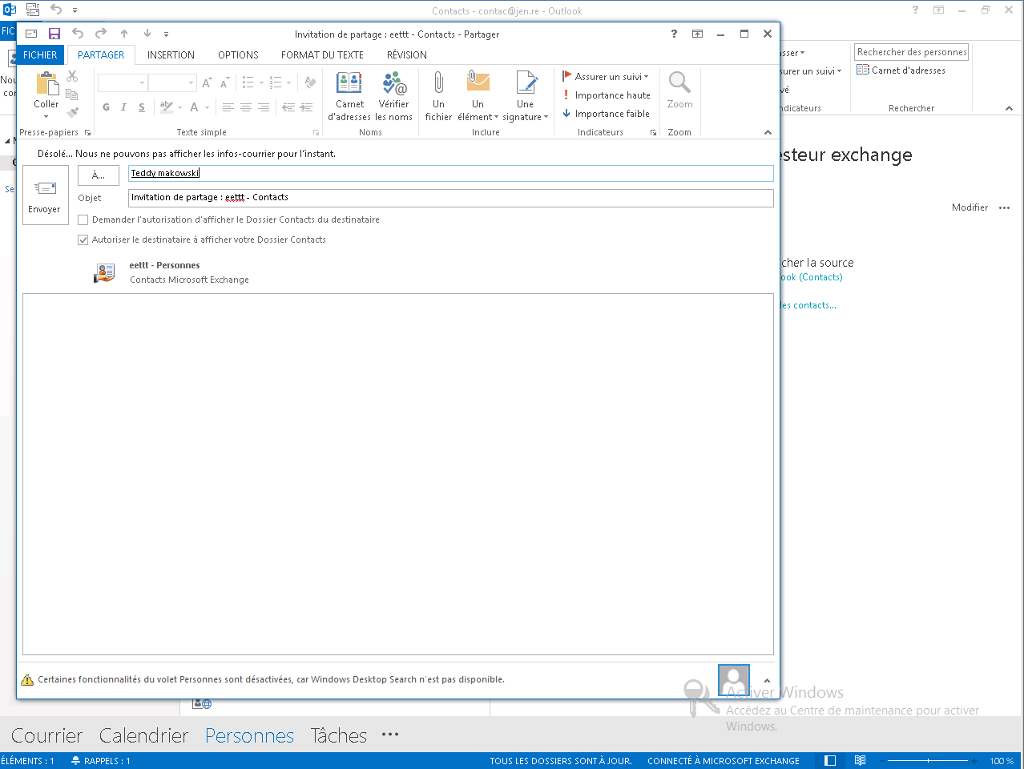 Contacts - contac@jen.re - Outlook
Invitation de partage : eettt - Contacts - Partager
FICHIER PARTAGER INSERTION OPTIONS FORMAT DU TEXTE RÉVISION
Coller
Presse-papiers
G I S
Texte simple
Carnet d'adresses
Vérifier les noms
Noms
Un fichier
Un élément
Une signature
Inclure
Assurer un suivi
Importance haute
Importance faible
Indicateurs
Zoom
Zoom
Rechercher des personnes
Carnet d'adresses
Rechercher
Désolé... Nous ne pouvons pas afficher les infos-courrier pour l'instant.
Envoyer
À...
Teddy makowski
Objet
Invitation de partage : eettt - Contacts
Demander l'autorisation d'afficher le Dossier Contacts du destinataire
Autoriser le destinataire à afficher votre Dossier Contacts
eettt - Personnes
Contacts Microsoft Exchange
esteur exchange
Modifier
cher la source
ook (Contacts)
les contacts...
Certaines fonctionnalités du volet Personnes sont désactivées, car Windows Desktop Search n'est pas disponible.
Activer Windows
Accédez au Centre de maintenance pour activer
Windows.
Courrier Calendrier Personnes Tâches
ÉLÉMENTS : 1 RAPPELS : 1 TOUS LES DOSSIERS SONT À JOUR. CONNECTÉ À MICROSOFT EXCHANGE 100 %